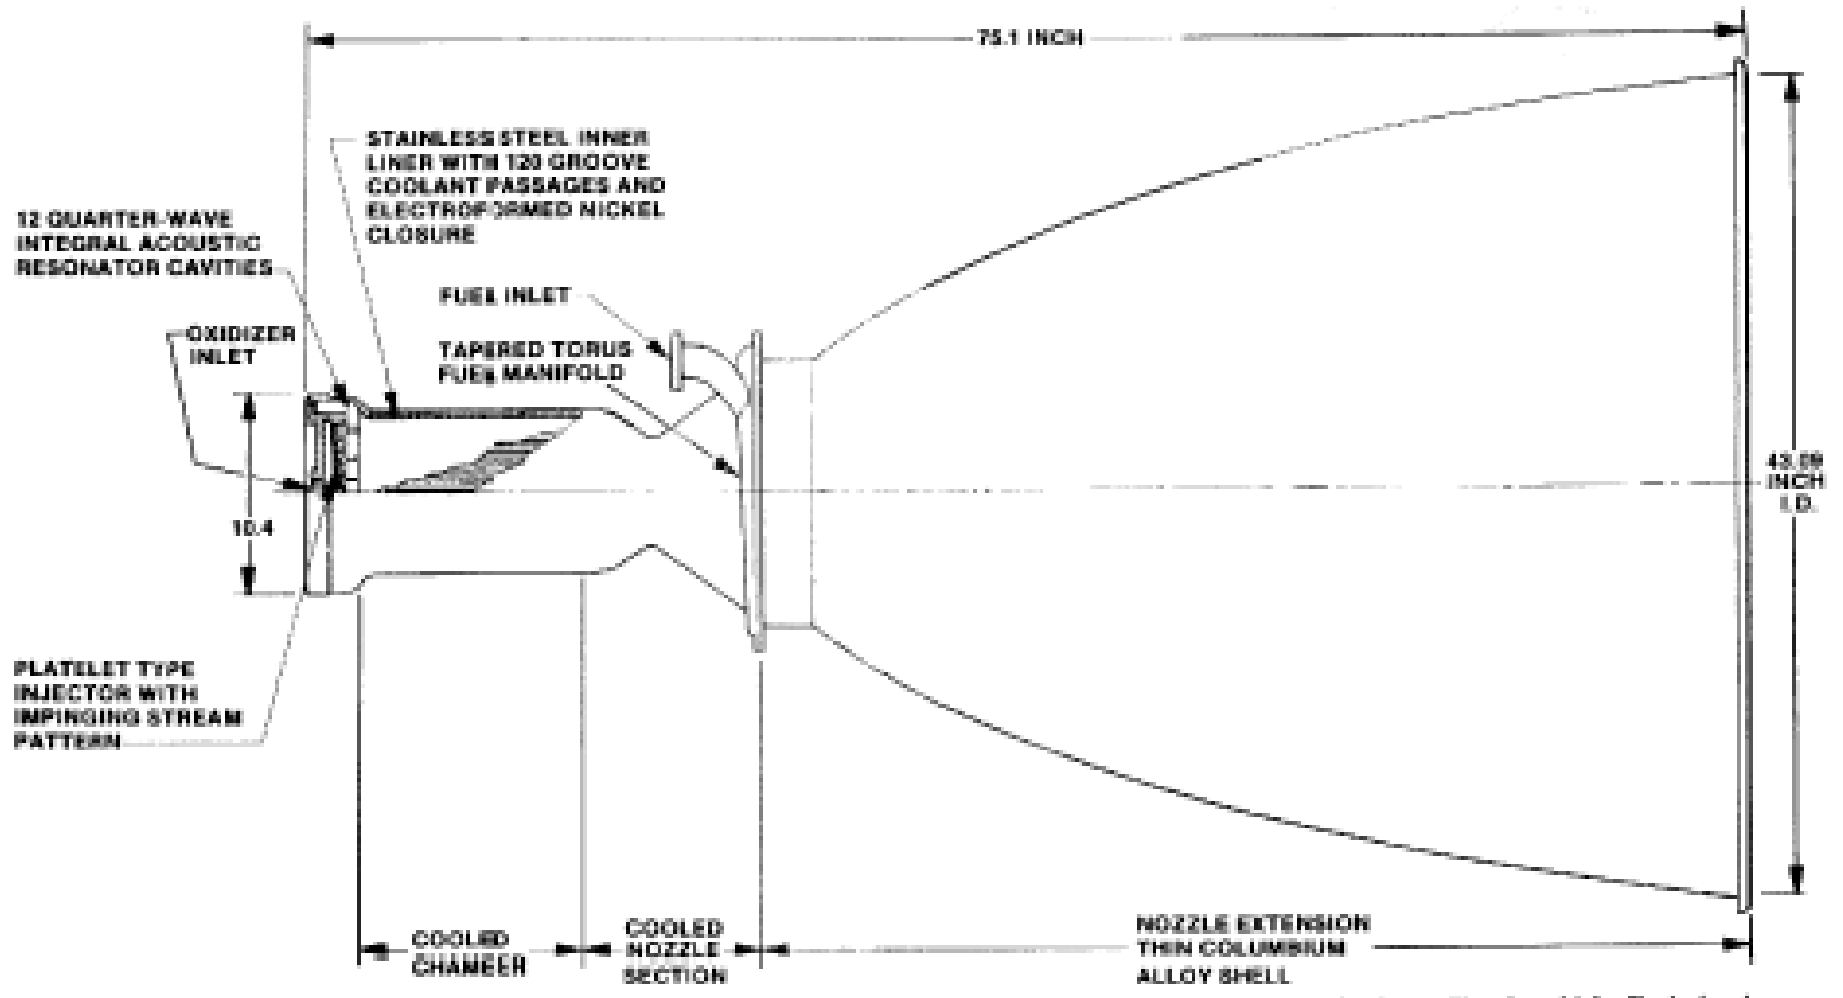 75.1 INCH
STAINLESS STEEL INNER
LINER WITH 120 GROOVE
COOLANT PASSAGES AND
ELECTROFORMED NICKEL
CLOSURE
12 QUARTER-WAVE
INTEGRAL ACOUSTIC
RESONATOR CAVITIES
FUEL INLET
OXIDIZER
INLET
TAPERED TORUS
FUEL MANIFOLD
10.4
43.09
INCH
I.D.
PLATELET TYPE
INJECTOR WITH
IMPINGING STREAM
PATTERN
COOLED
CHAMBER
COOLED
NOZZLE
SECTION
NOZZLE EXTENSION
THIN COLUMBIUM
ALLOY SHELL